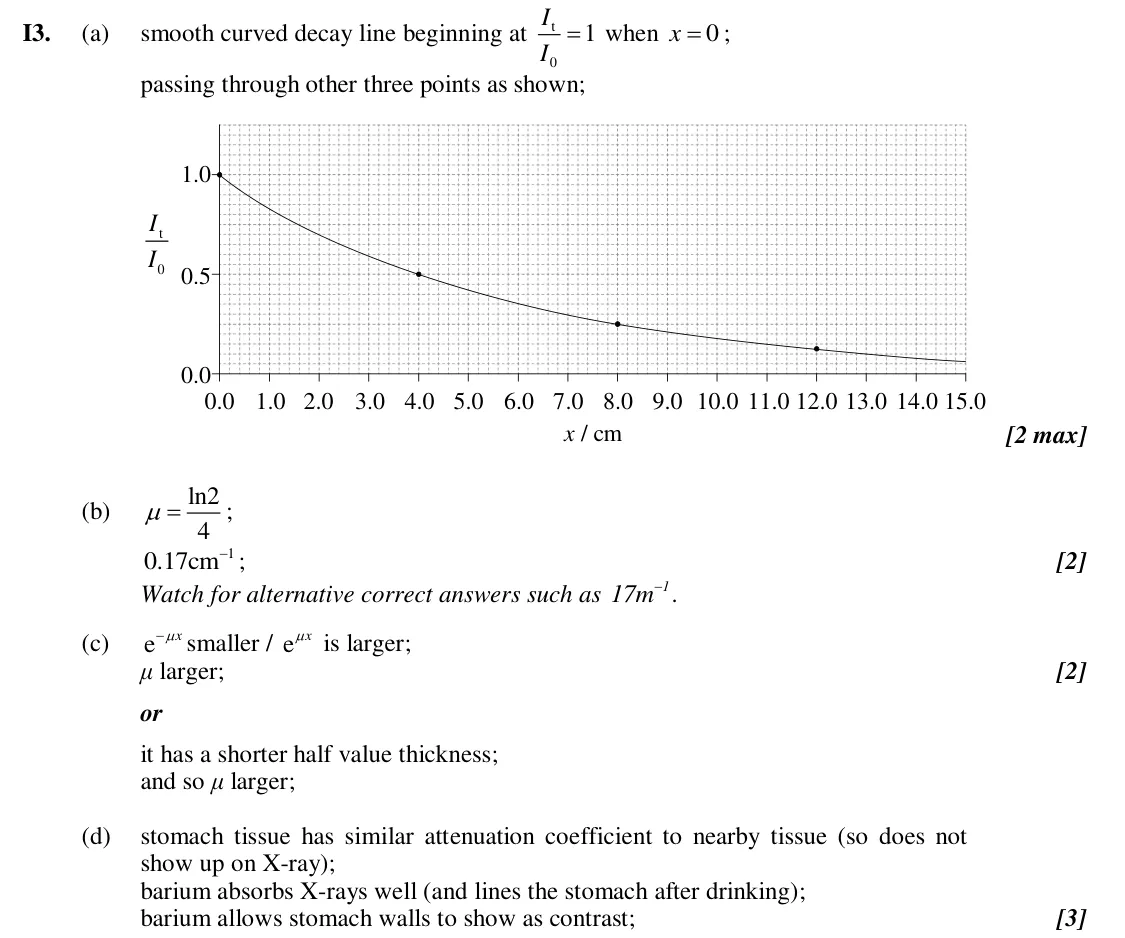 I3. (a) smooth curved decay line beginning at I_t/I_0 = 1 when x = 0 ;
passing through other three points as shown;
1.0
I_t/I_0
0.5
0.0
0.0 1.0 2.0 3.0 4.0 5.0 6.0 7.0 8.0 9.0 10.0 11.0 12.0 13.0 14.0 15.0
x / cm [2 max]
(b) μ = ln2/4 ;
0.17cm⁻¹ ; [2]
Watch for alternative correct answers such as 17m⁻¹.
(c) e^{−μx} smaller / e^{μx} is larger;
μ larger; [2]
or
it has a shorter half value thickness;
and so μ larger;
(d) stomach tissue has similar attenuation coefficient to nearby tissue (so does not
show up on X-ray);
barium absorbs X-rays well (and lines the stomach after drinking);
barium allows stomach walls to show as contrast; [3]